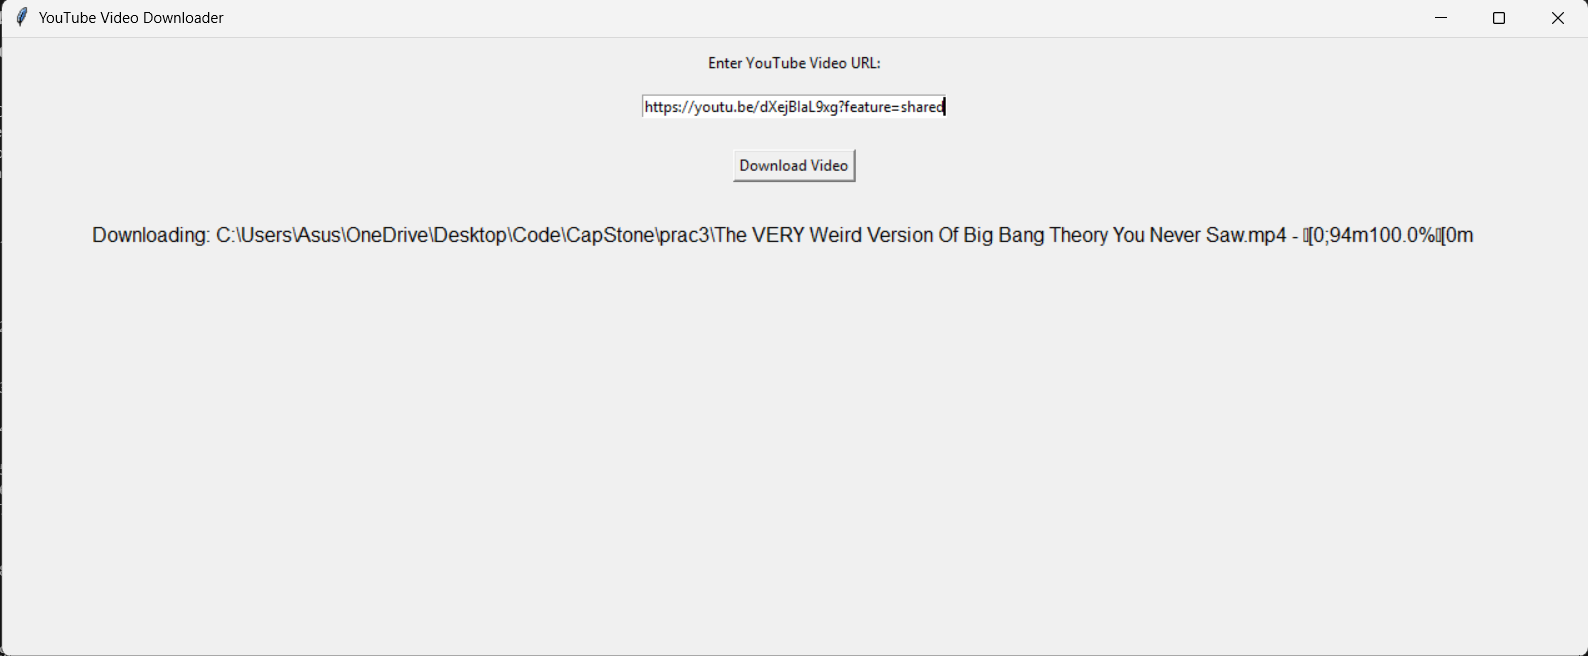 YouTube Video Downloader
Enter YouTube Video URL:
https://youtu.be/dXejBlaL9xg?feature=shared
Download Video
Downloading: C:\Users\Asus\OneDrive\Desktop\Code\CapStone\prac3\The VERY Weird Version Of Big Bang Theory You Never Saw.mp4 - ▯[0;94m100.0%▯[0m